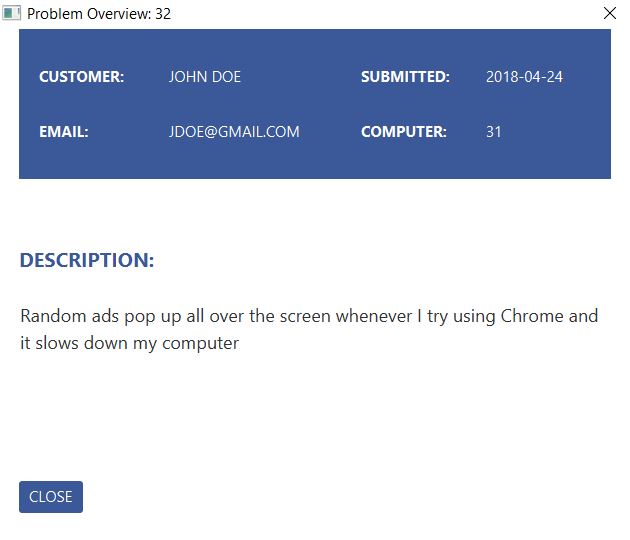 Problem Overview: 32
CUSTOMER: JOHN DOE SUBMITTED: 2018-04-24
EMAIL: JDOE@GMAIL.COM COMPUTER: 31
DESCRIPTION:
Random ads pop up all over the screen whenever I try using Chrome and
it slows down my computer
CLOSE